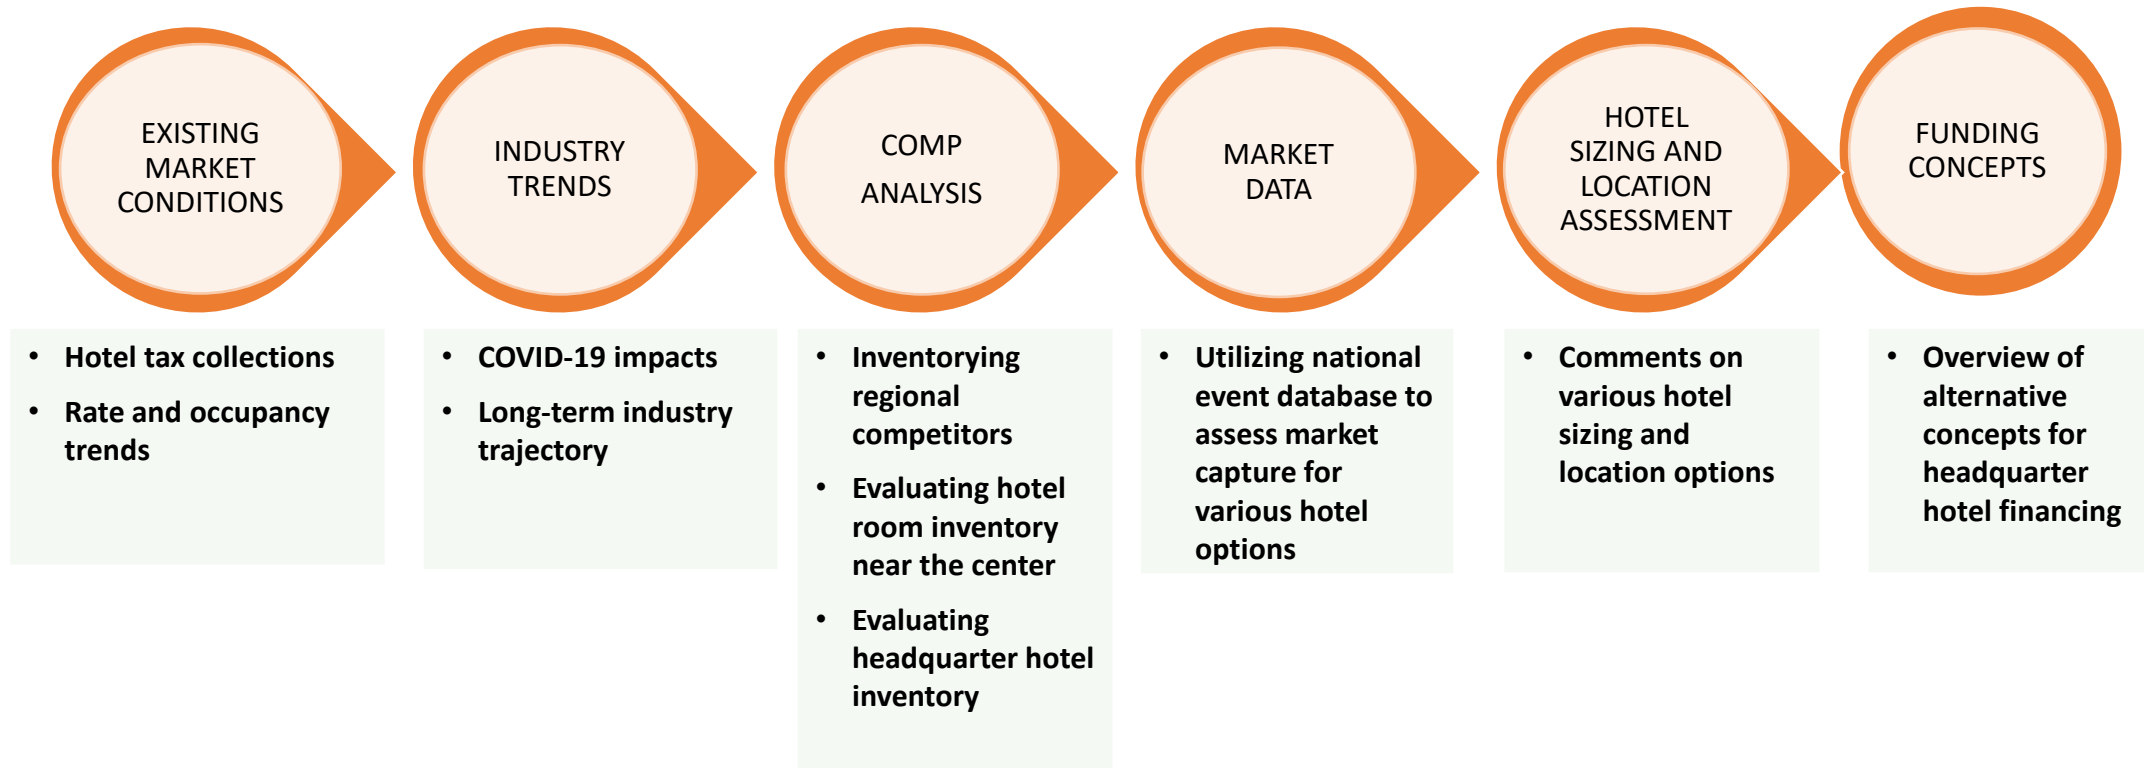 EXISTING
MARKET
CONDITIONS
INDUSTRY
TRENDS
COMP
ANALYSIS
MARKET
DATA
HOTEL
SIZING AND
LOCATION
ASSESSMENT
FUNDING
CONCEPTS
• Hotel tax collections
• Rate and occupancy
trends
• COVID-19 impacts
• Long-term industry
trajectory
• Inventorying
regional
competitors
• Evaluating hotel
room inventory
near the center
• Evaluating
headquarter hotel
inventory
• Utilizing national
event database to
assess market
capture for
various hotel
options
• Comments on
various hotel
sizing and
location options
• Overview of
alternative
concepts for
headquarter
hotel financing